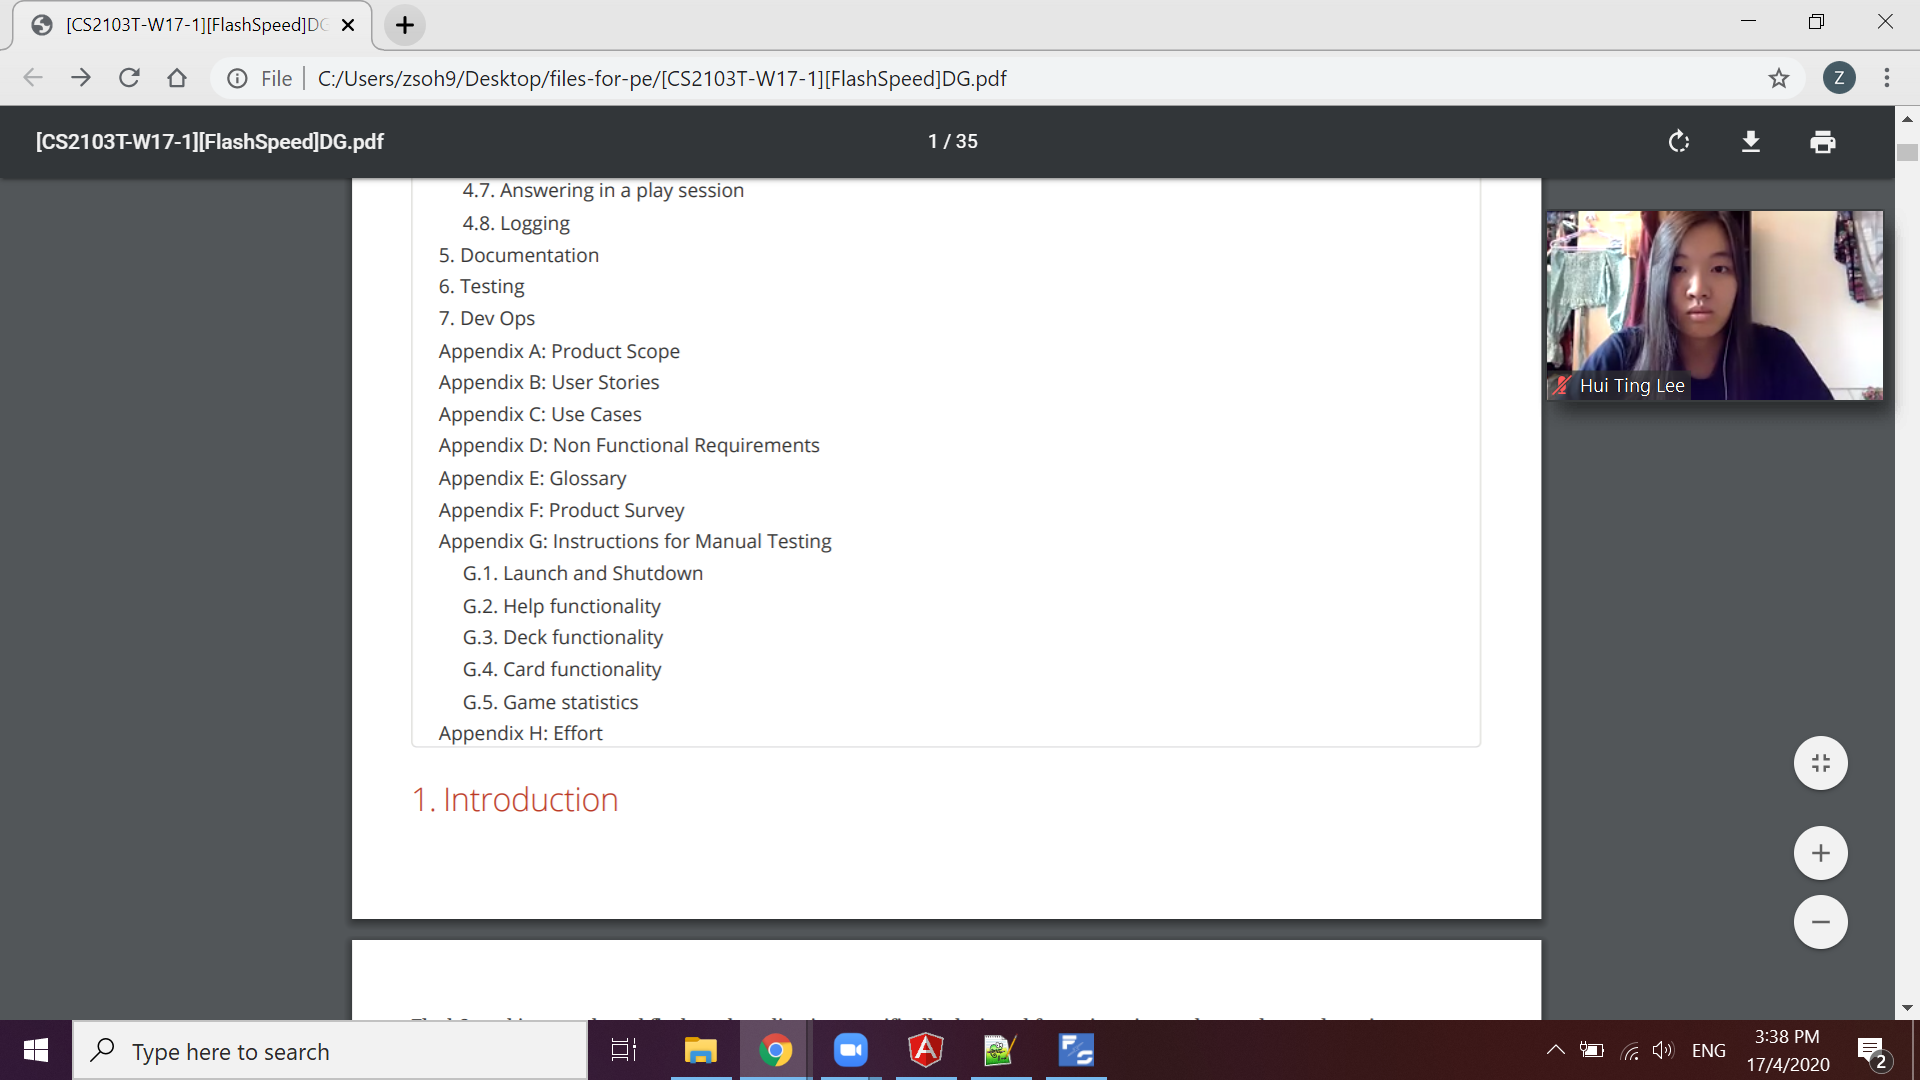 [CS2103T-W17-1][FlashSpeed]DG
File
C:/Users/zsoh9/Desktop/files-for-pe/[CS2103T-W17-1][FlashSpeed]DG.pdf
Z
[CS2103T-W17-1][FlashSpeed]DG.pdf
1 / 35
4.7. Answering in a play session
4.8. Logging
5. Documentation
6. Testing
7. Dev Ops
Appendix A: Product Scope
Appendix B: User Stories
Appendix C: Use Cases
Appendix D: Non Functional Requirements
Appendix E: Glossary
Appendix F: Product Survey
Appendix G: Instructions for Manual Testing
G.1. Launch and Shutdown
G.2. Help functionality
G.3. Deck functionality
G.4. Card functionality
G.5. Game statistics
Appendix H: Effort
1. Introduction
Hui Ting Lee
Type here to search
ENG
3:38 PM
17/4/2020
2